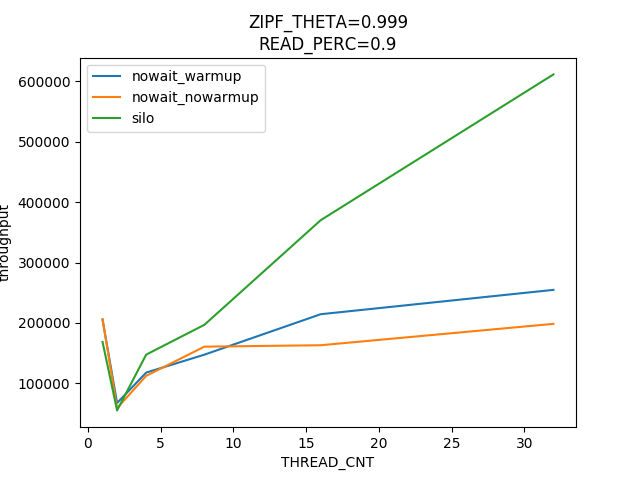 ZIPF_THETA=0.999
READ_PERC=0.9
nowait_warmup
nowait_nowarmup
silo
throughput
600000
500000
400000
300000
200000
100000
0 5 10 15 20 25 30
THREAD_CNT